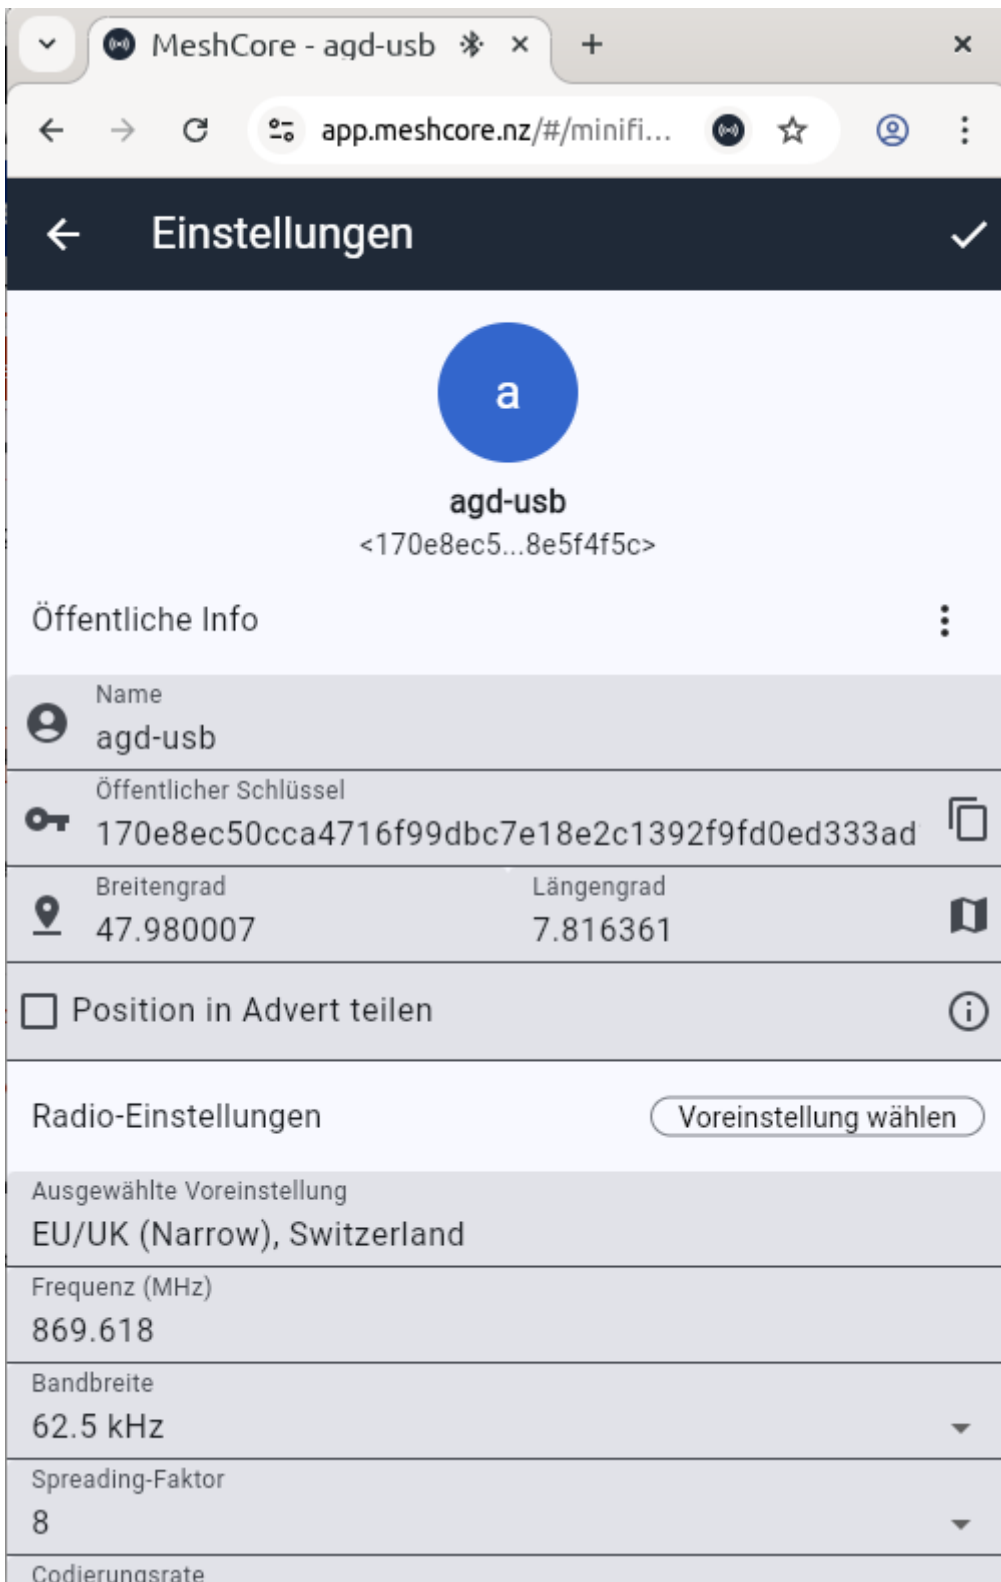 MeshCore - agd-usb
app.meshcore.nz/#/minifi...
Einstellungen
a
agd-usb
<170e8ec5...8e5f4f5c>
Öffentliche Info
Name
agd-usb
Öffentlicher Schlüssel
170e8ec50cca4716f99dbc7e18e2c1392f9fd0ed333ad
Breitengrad Längengrad
47.980007 7.816361
Position in Advert teilen
Radio-Einstellungen Voreinstellung wählen
Ausgewählte Voreinstellung
EU/UK (Narrow), Switzerland
Frequenz (MHz)
869.618
Bandbreite
62.5 kHz
Spreading-Faktor
8
Codierungsrate